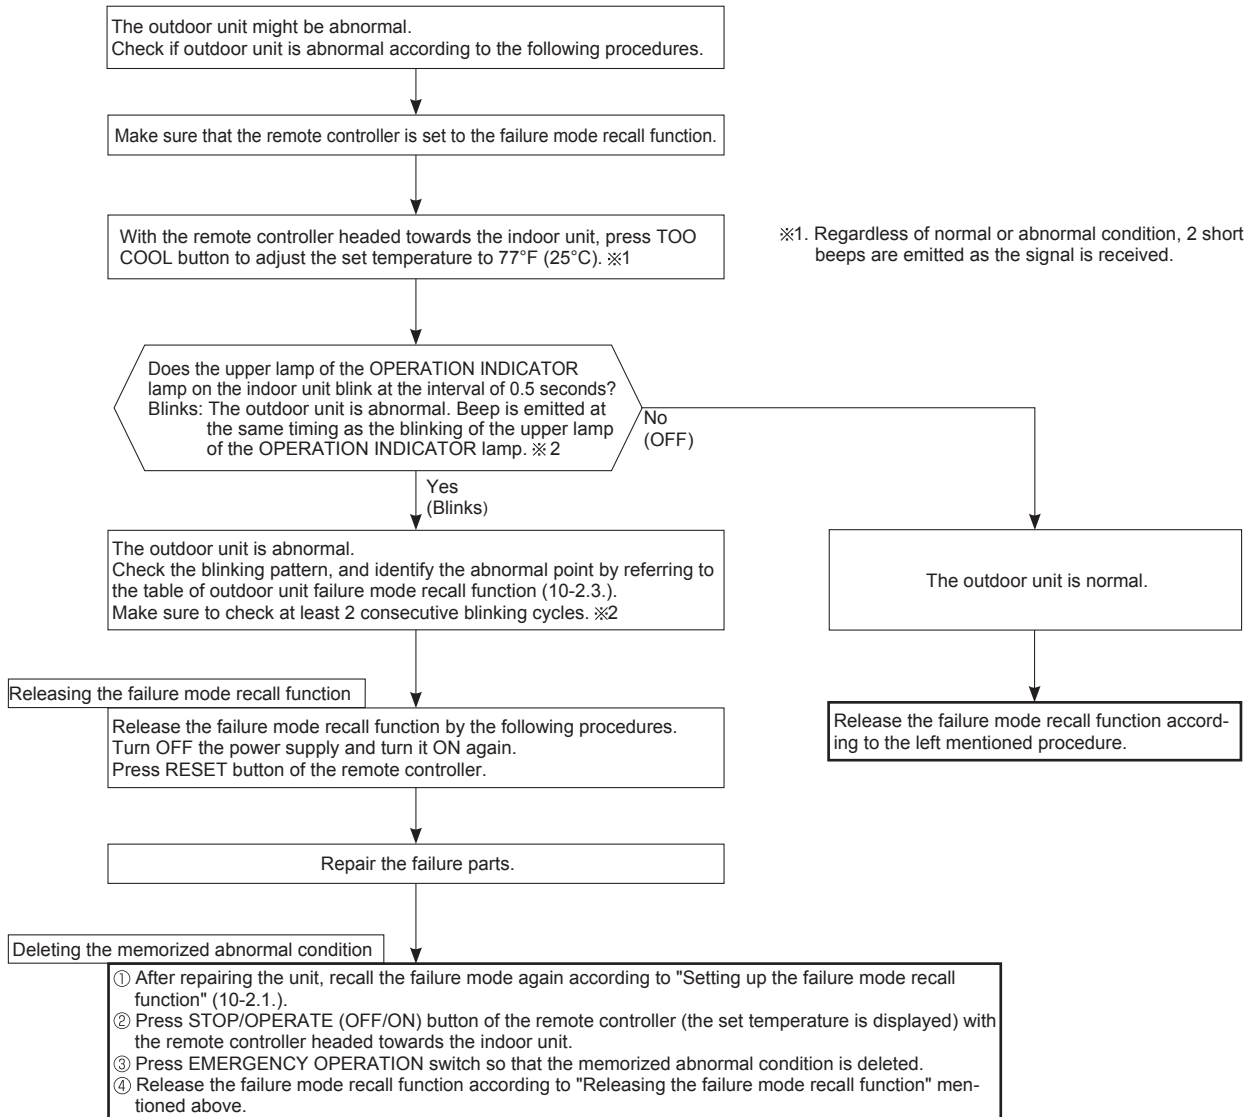 The outdoor unit might be abnormal.
Check if outdoor unit is abnormal according to the following procedures.
Make sure that the remote controller is set to the failure mode recall function.
With the remote controller headed towards the indoor unit, press TOO
COOL button to adjust the set temperature to 77°F (25°C). ※1
※1. Regardless of normal or abnormal condition, 2 short
beeps are emitted as the signal is received.
Does the upper lamp of the OPERATION INDICATOR
lamp on the indoor unit blink at the interval of 0.5 seconds?
Blinks: The outdoor unit is abnormal. Beep is emitted at
the same timing as the blinking of the upper lamp
of the OPERATION INDICATOR lamp. ※2
No
(OFF)
Yes
(Blinks)
The outdoor unit is abnormal.
Check the blinking pattern, and identify the abnormal point by referring to
the table of outdoor unit failure mode recall function (10-2.3.).
Make sure to check at least 2 consecutive blinking cycles. ※2
The outdoor unit is normal.
Releasing the failure mode recall function
Release the failure mode recall function by the following procedures.
Turn OFF the power supply and turn it ON again.
Press RESET button of the remote controller.
Release the failure mode recall function accord-
ing to the left mentioned procedure.
Repair the failure parts.
Deleting the memorized abnormal condition
① After repairing the unit, recall the failure mode again according to "Setting up the failure mode recall
function" (10-2.1.).
② Press STOP/OPERATE (OFF/ON) button of the remote controller (the set temperature is displayed) with
the remote controller headed towards the indoor unit.
③ Press EMERGENCY OPERATION switch so that the memorized abnormal condition is deleted.
④ Release the failure mode recall function according to "Releasing the failure mode recall function" men-
tioned above.